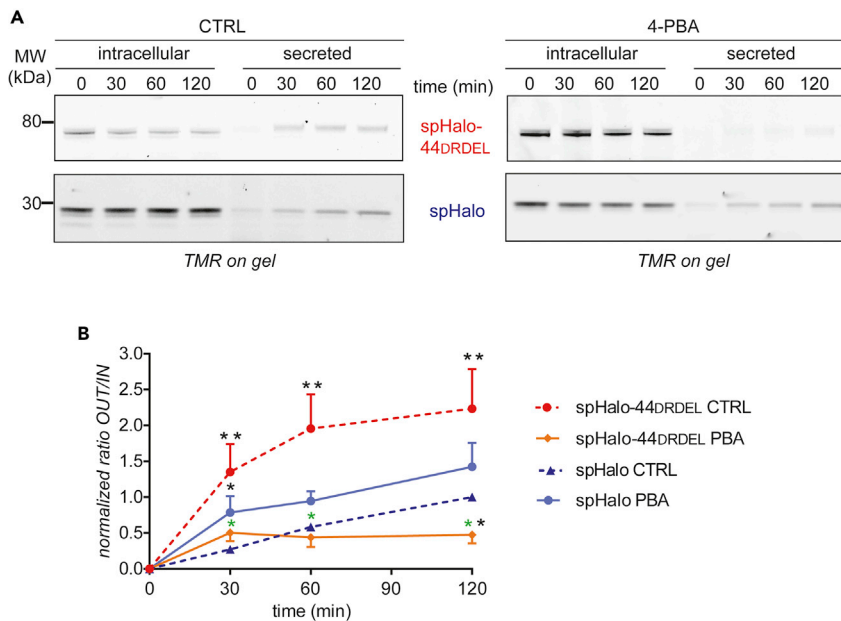 A
CTRL
4-PBA
MW (kDa)
intracellular secreted
intracellular secreted
0 30 60 120 0 30 60 120
time (min)
0 30 60 120 0 30 60 120
80
spHalo-44DRDEL
30
spHalo
TMR on gel
TMR on gel
B
normalized ratio OUT/IN
3.0
2.5
2.0
1.5
1.0
0.5
0.0
**
**
**
*
*
*
**
0 30 60 90 120
time (min)
spHalo-44DRDEL CTRL
spHalo-44DRDEL PBA
spHalo CTRL
spHalo PBA